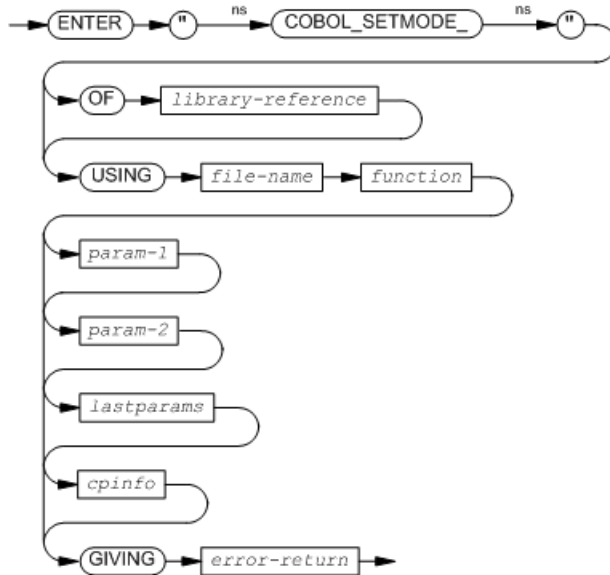 ns ns
ENTER " COBOL_SETMODE_ "
OF library-reference
USING file-name function
param-1
param-2
lastparams
cpinfo
GIVING error-return